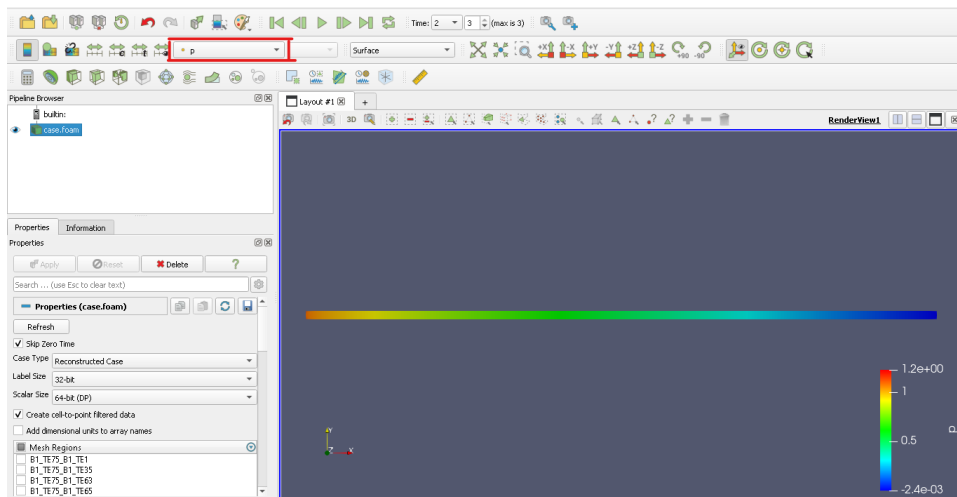 Time: 2 3 (max is 3)
p Surface +X -X +Y -Y +Z -Z +90 -90
Pipeline Browser
Layout #1 +
builtin:
case.foam
3D RenderView1
Properties Information
Properties
Apply Reset Delete ?
Search ... (use Esc to clear text)
Properties (case.foam)
Refresh
Skip Zero Time
Case Type Reconstructed Case
Label Size 32-bit
Scalar Size 64-bit (DP)
Create cell-to-point filtered data
Add dimensional units to array names
Mesh Regions
B1_TE75_B1_TE1
B1_TE75_B1_TE35
B1_TE75_B1_TE63
B1_TE75_B1_TE65
Y
Z X
1.2e+00
1
0.5
p
-2.4e-03